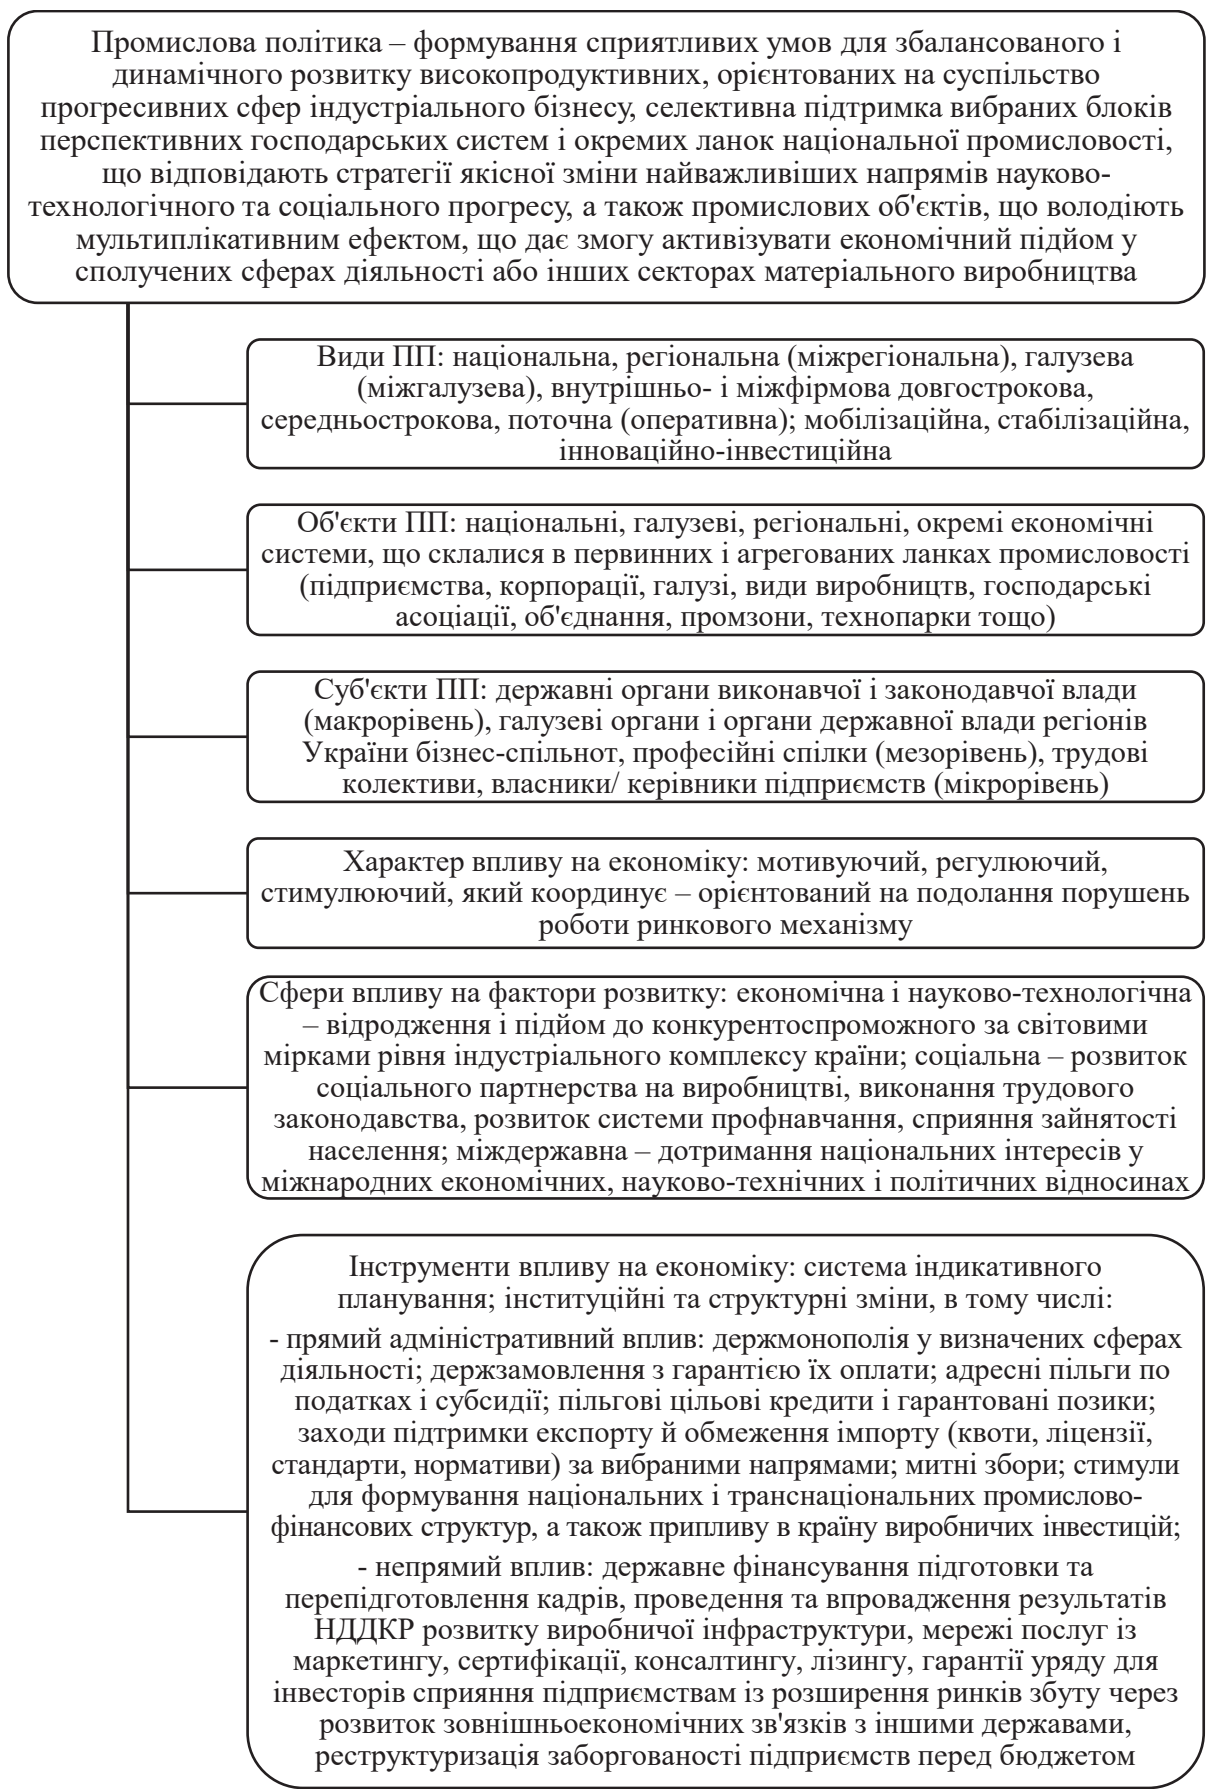 Промислова політика – формування сприятливих умов для збалансованого і
динамічного розвитку високопродуктивних, орієнтованих на суспільство
прогресивних сфер індустріального бізнесу, селективна підтримка вибраних блоків
перспективних господарських систем і окремих ланок національної промисловості,
що відповідають стратегії якісної зміни найважливіших напрямів науково-
технологічного та соціального прогресу, а також промислових об'єктів, що володіють
мультиплікативним ефектом, що дає змогу активізувати економічний підйом у
сполучених сферах діяльності або інших секторах матеріального виробництва
Види ПП: національна, регіональна (міжрегіональна), галузева
(міжгалузева), внутрішньо- і міжфірмова довгострокова,
середньострокова, поточна (оперативна); мобілізаційна, стабілізаційна,
інноваційно-інвестиційна
Об'єкти ПП: національні, галузеві, регіональні, окремі економічні
системи, що склалися в первинних і агрегованих ланках промисловості
(підприємства, корпорації, галузі, види виробництв, господарські
асоціації, об'єднання, промзони, технопарки тощо)
Суб'єкти ПП: державні органи виконавчої і законодавчої влади
(макрорівень), галузеві органи і органи державної влади регіонів
України бізнес-спільнот, професійні спілки (мезорівень), трудові
колективи, власники/ керівники підприємств (мікрорівень)
Характер впливу на економіку: мотивуючий, регулюючий,
стимулюючий, який координує – орієнтований на подолання порушень
роботи ринкового механізму
Сфери впливу на фактори розвитку: економічна і науково-технологічна
– відродження і підйом до конкурентоспроможного за світовими
мірками рівня індустріального комплексу країни; соціальна – розвиток
соціального партнерства на виробництві, виконання трудового
законодавства, розвиток системи профнавчання, сприяння зайнятості
населення; міждержавна – дотримання національних інтересів у
міжнародних економічних, науково-технічних і політичних відносинах
Інструменти впливу на економіку: система індикативного
планування; інституційні та структурні зміни, в тому числі:
- прямий адміністративний вплив: держмонополія у визначених сферах
діяльності; держзамовлення з гарантією їх оплати; адресні пільги по
податках і субсидії; пільгові цільові кредити і гарантовані позики;
заходи підтримки експорту й обмеження імпорту (квоти, ліцензії,
стандарти, нормативи) за вибраними напрямами; митні збори; стимули
для формування національних і транснаціональних промислово-
фінансових структур, а також припливу в країну виробничих інвестицій;
- непрямий вплив: державне фінансування підготовки та
перепідготовлення кадрів, проведення та впровадження результатів
НДДКР розвитку виробничої інфраструктури, мережі послуг із
маркетингу, сертифікації, консалтингу, лізингу, гарантії уряду для
інвесторів сприяння підприємствам із розширення ринків збуту через
розвиток зовнішньоекономічних зв'язків з іншими державами,
реструктуризація заборгованості підприємств перед бюджетом